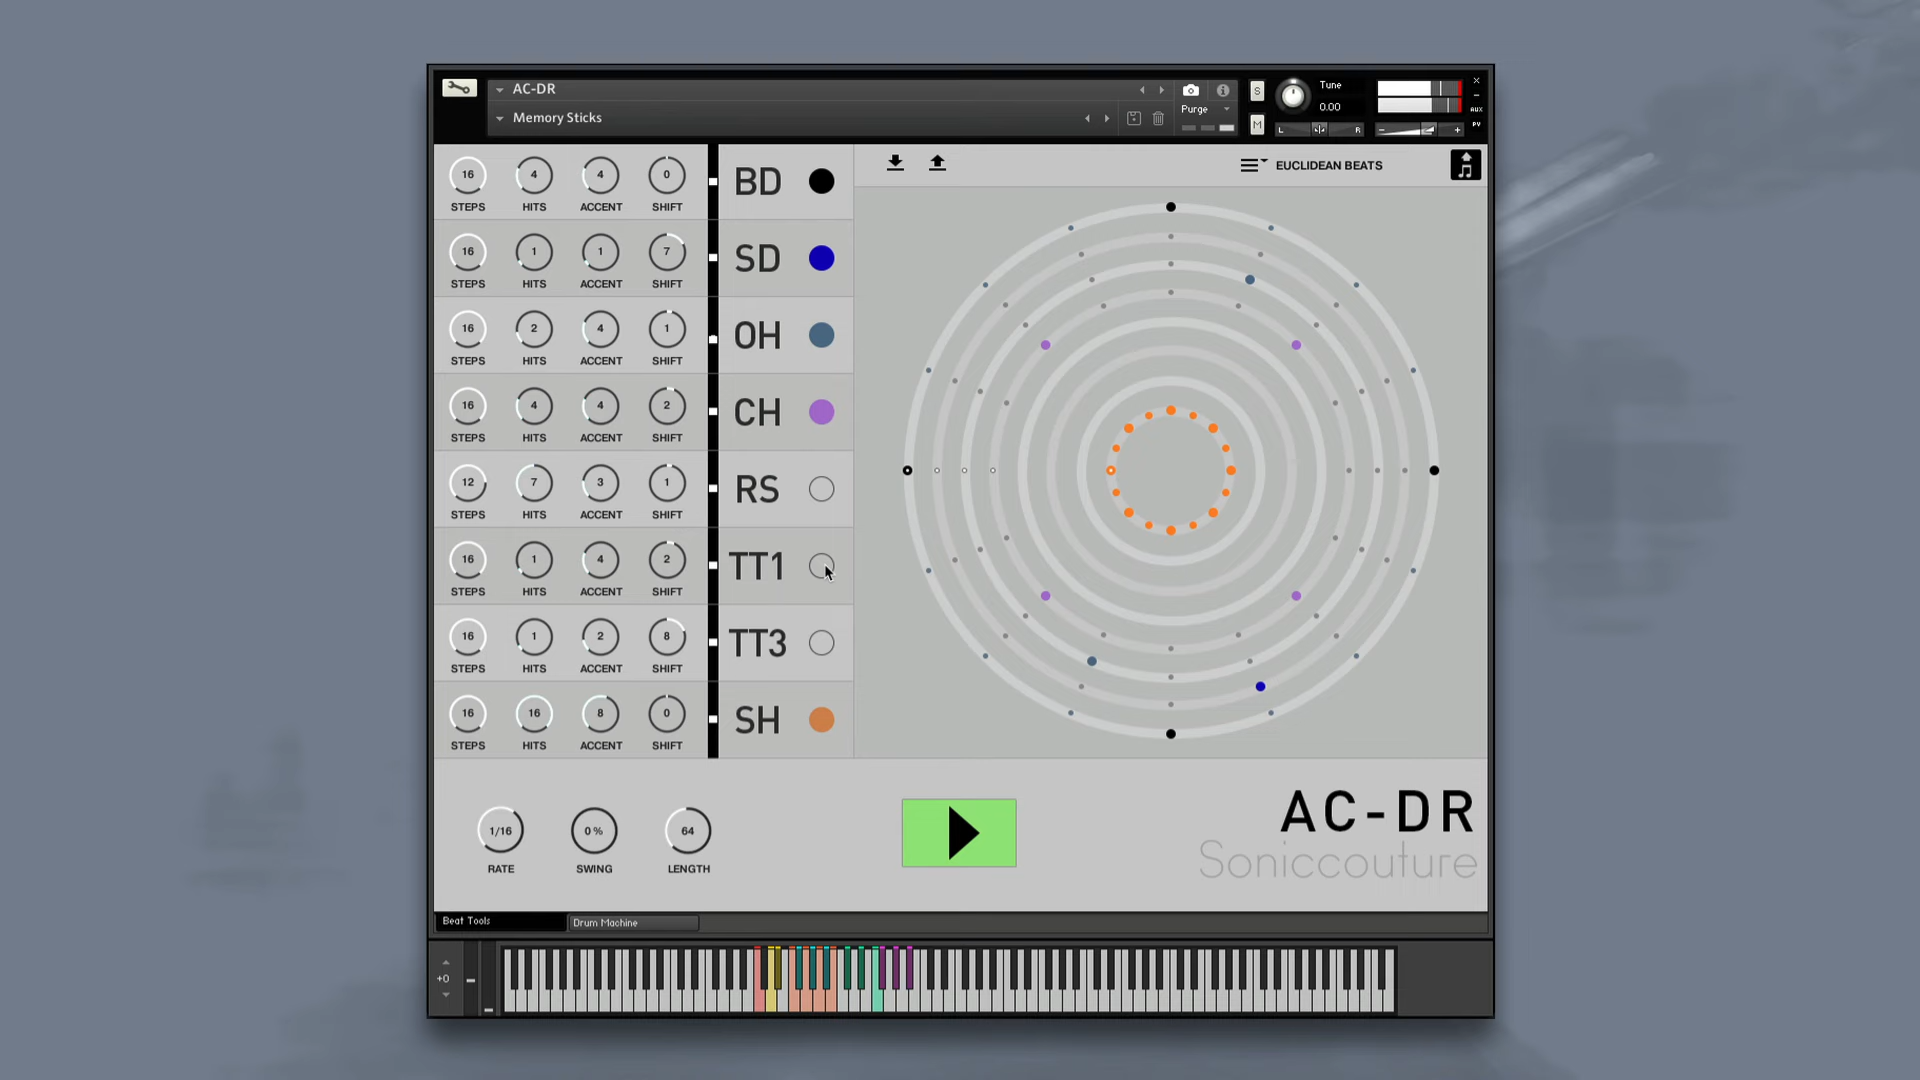 AC-DR
Memory Sticks
Purge
S
M
Tune
0.00
L R
- +
x
-
AUX
PV
EUCLIDEAN BEATS
16 4 4 0
STEPS HITS ACCENT SHIFT
BD
16 1 1 7
STEPS HITS ACCENT SHIFT
SD
16 2 4 1
STEPS HITS ACCENT SHIFT
OH
16 4 4 2
STEPS HITS ACCENT SHIFT
CH
12 7 3 1
STEPS HITS ACCENT SHIFT
RS
16 1 4 2
STEPS HITS ACCENT SHIFT
TT1
16 1 2 8
STEPS HITS ACCENT SHIFT
TT3
16 16 8 0
STEPS HITS ACCENT SHIFT
SH
1/16 0 % 64
RATE SWING LENGTH
AC-DR
Soniccouture
Beat Tools Drum Machine
+0